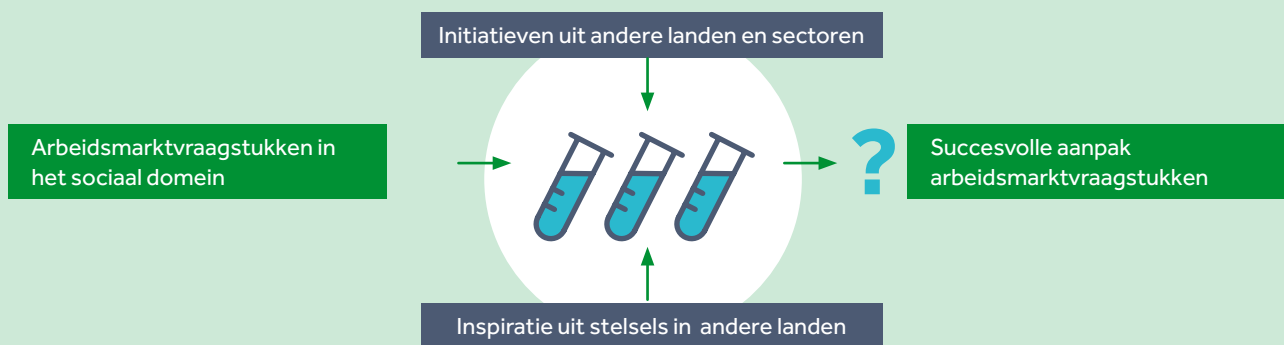 Initiatieven uit andere landen en sectoren
Arbeidsmarktvraagstukken in
het sociaal domein
?
Succesvolle aanpak
arbeidsmarktvraagstukken
Inspiratie uit stelsels in andere landen